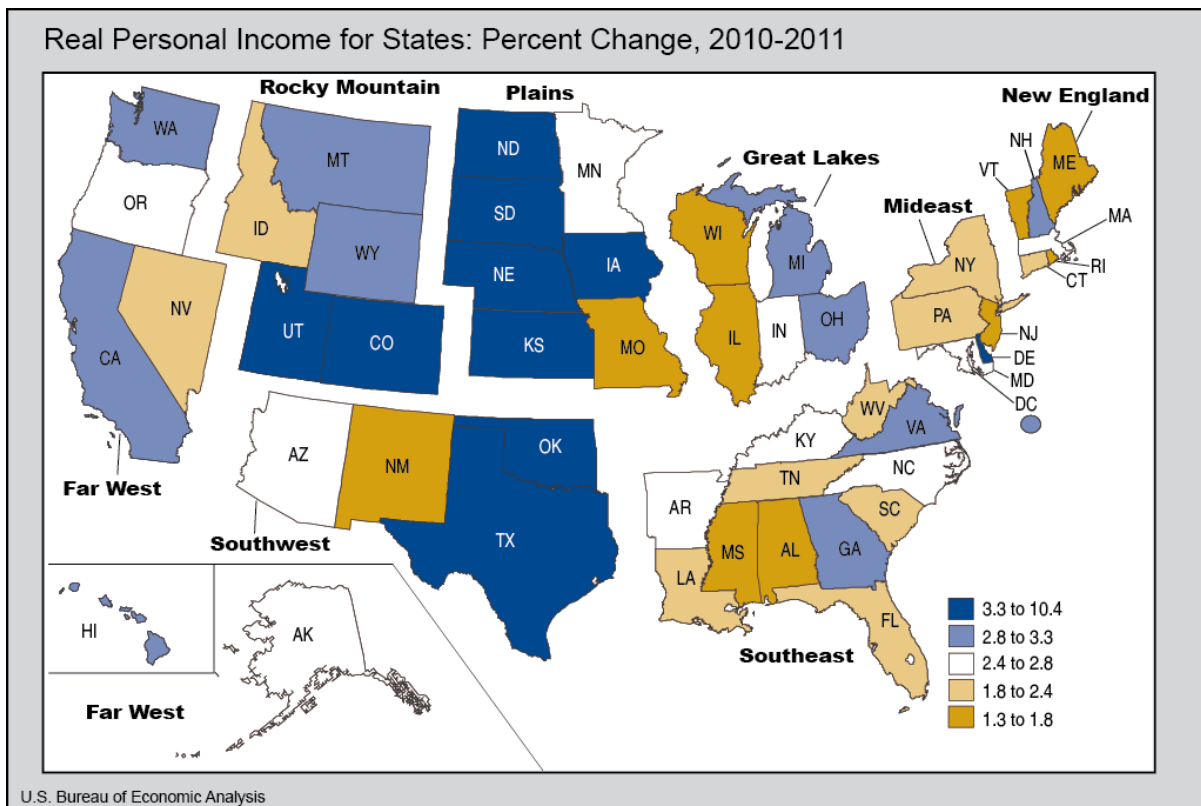 Real Personal Income for States: Percent Change, 2010-2011
Rocky Mountain
Plains
New England
Great Lakes
Mideast
WA
MT
ND
MN
NH
ME
VT
OR
ID
SD
WI
MA
WY
NE
IA
MI
NY
RI
CT
NV
UT
CO
KS
MO
IL
IN
OH
PA
NJ
DE
MD
DC
CA
WV
VA
KY
Far West
AZ
NM
OK
TN
NC
AR
SC
Southwest
TX
MS
AL
GA
LA
FL
HI
AK
Southeast
Far West
3.3 to 10.4
2.8 to 3.3
2.4 to 2.8
1.8 to 2.4
1.3 to 1.8
U.S. Bureau of Economic Analysis